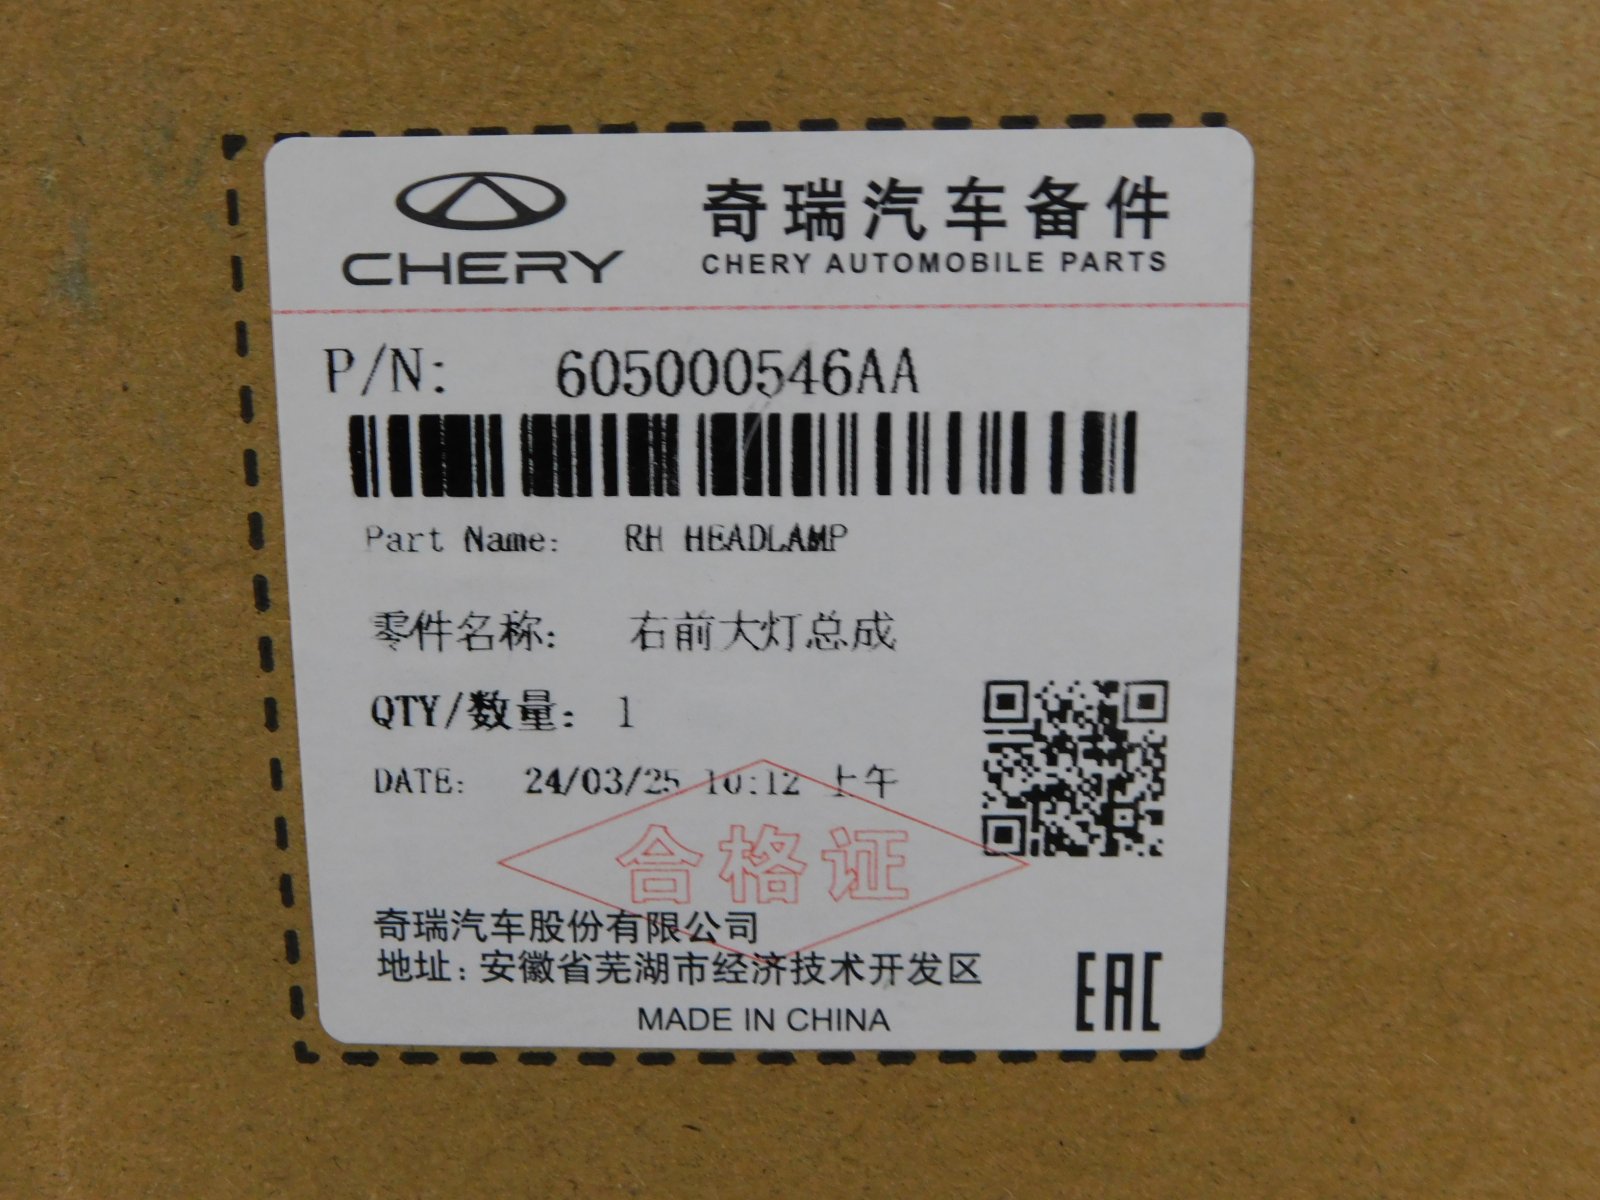 CHERY
奇瑞汽车备件
CHERY AUTOMOBILE PARTS
P/N: 605000546AA
Part Name: RH HEADLAMP
零件名称: 右前大灯总成
QTY/数量: 1
DATE: 24/03/25 10:12 上午
合格证
奇瑞汽车股份有限公司
地址: 安徽省芜湖市经济技术开发区
MADE IN CHINA
EAC